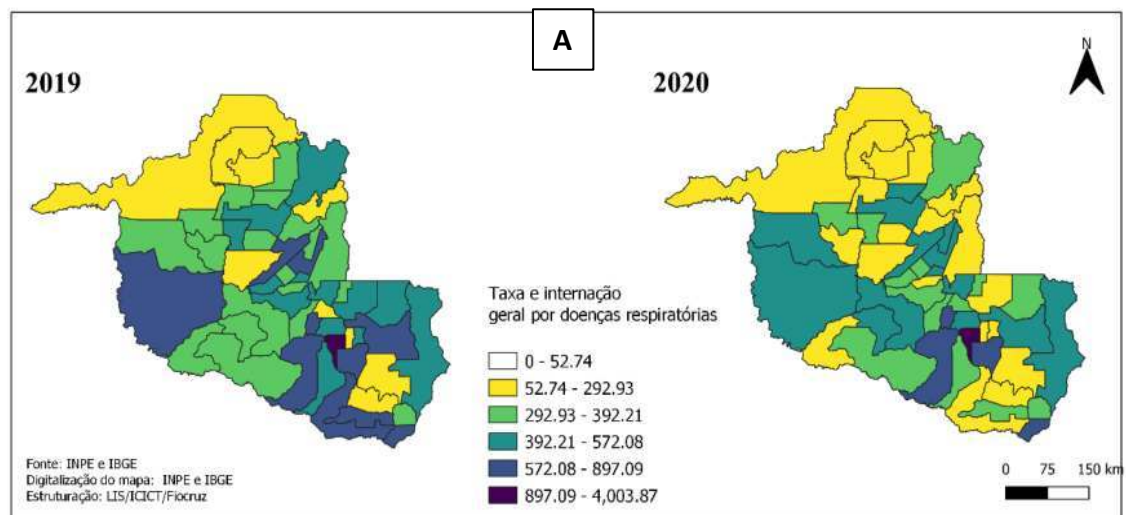 A
2019
2020
N
Taxa e internação
geral por doenças respiratórias
0 - 52.74
52.74 - 292.93
292.93 - 392.21
392.21 - 572.08
572.08 - 897.09
897.09 - 4,003.87
Fonte: INPE e IBGE
Digitalização do mapa: INPE e IBGE
Estruturação: LIS/ICICT/Fiocruz
0 75 150 km